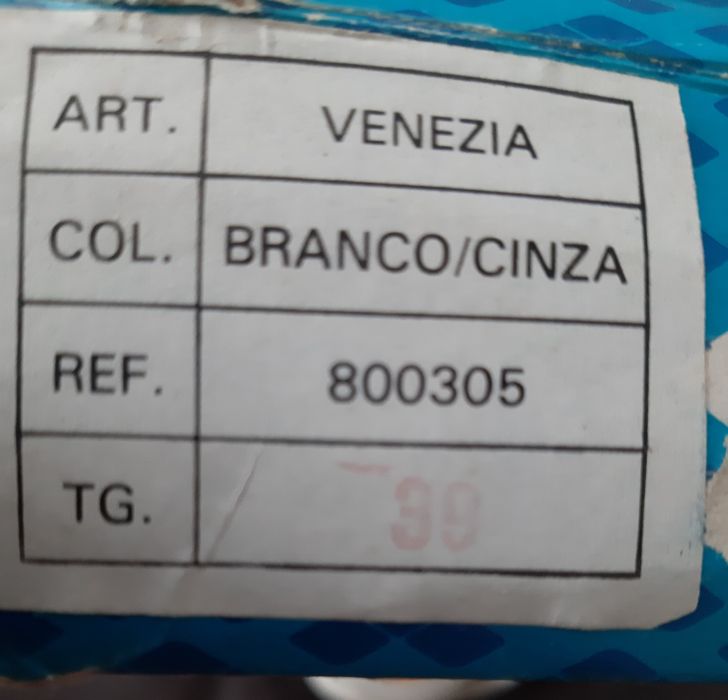 ART. VENEZIA
COL. BRANCO/CINZA
REF. 800305
TG. 39